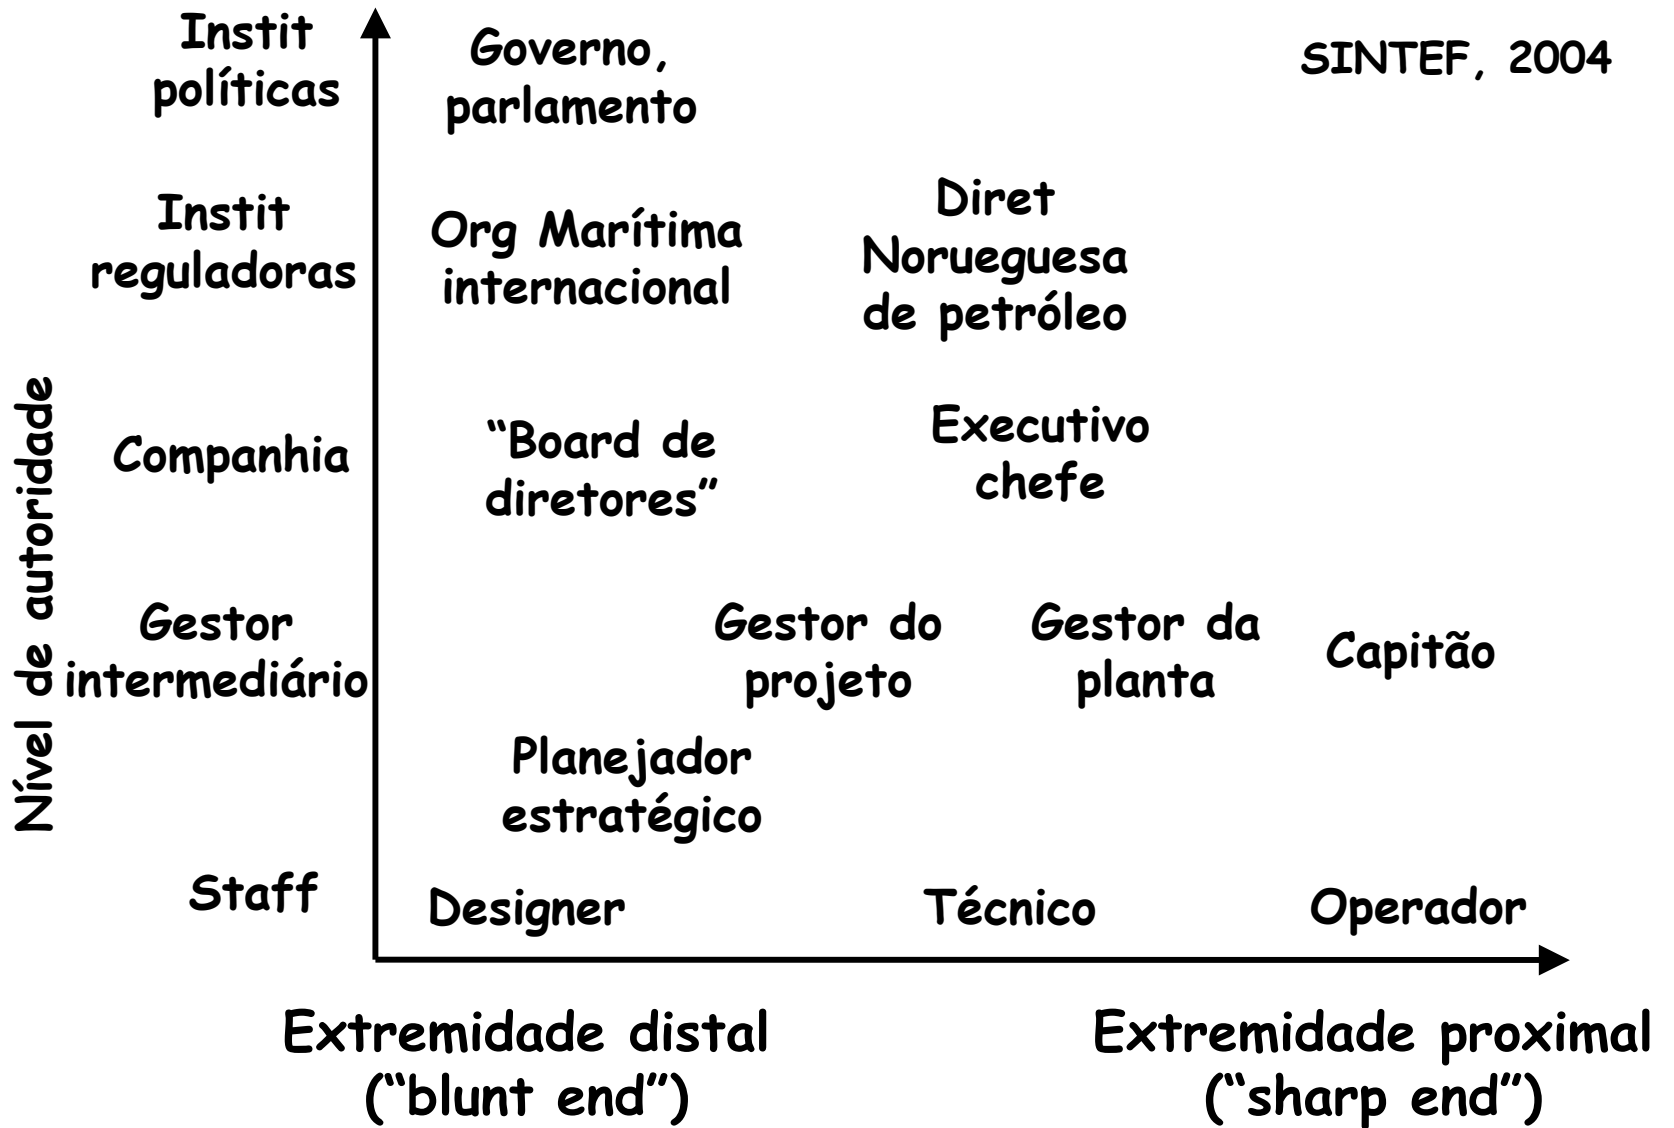 Instit
políticas
Governo,
parlamento
SINTEF, 2004
Instit
reguladoras
Org Marítima
internacional
Diret
Norueguesa
de petróleo
Nível de autoridade
Companhia
“Board de
diretores”
Executivo
chefe
Gestor
intermediário
Gestor do
projeto
Gestor da
planta
Capitão
Planejador
estratégico
Staff
Designer
Técnico
Operador
Extremidade distal
(“blunt end”)
Extremidade proximal
(“sharp end”)